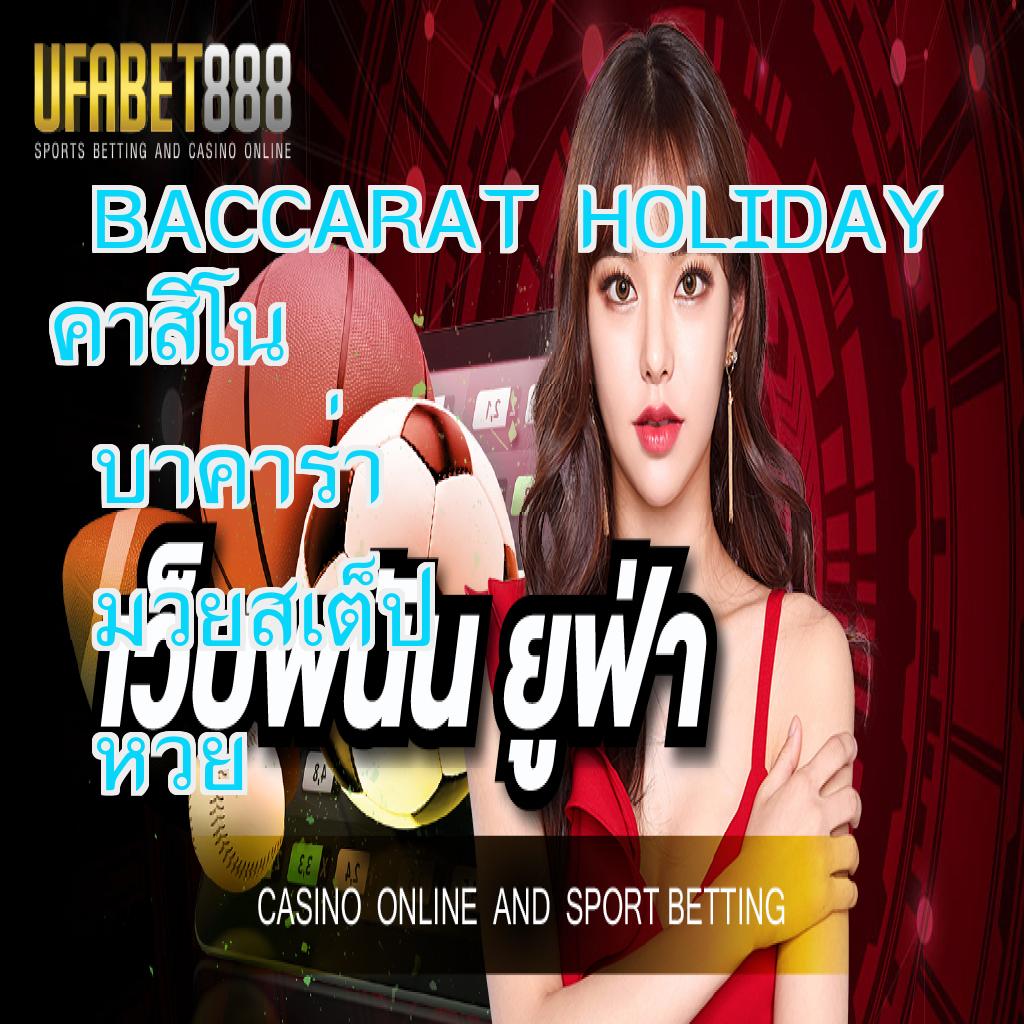 UFABET888
SPORTS BETTING AND CASINO ONLINE
BACCARAT HOLIDAY
คาสิโน
บาคาร่า
มวยสเต็ป
เว็บพนัน ยูฟ่า
หวย
CASINO ONLINE AND SPORT BETTING